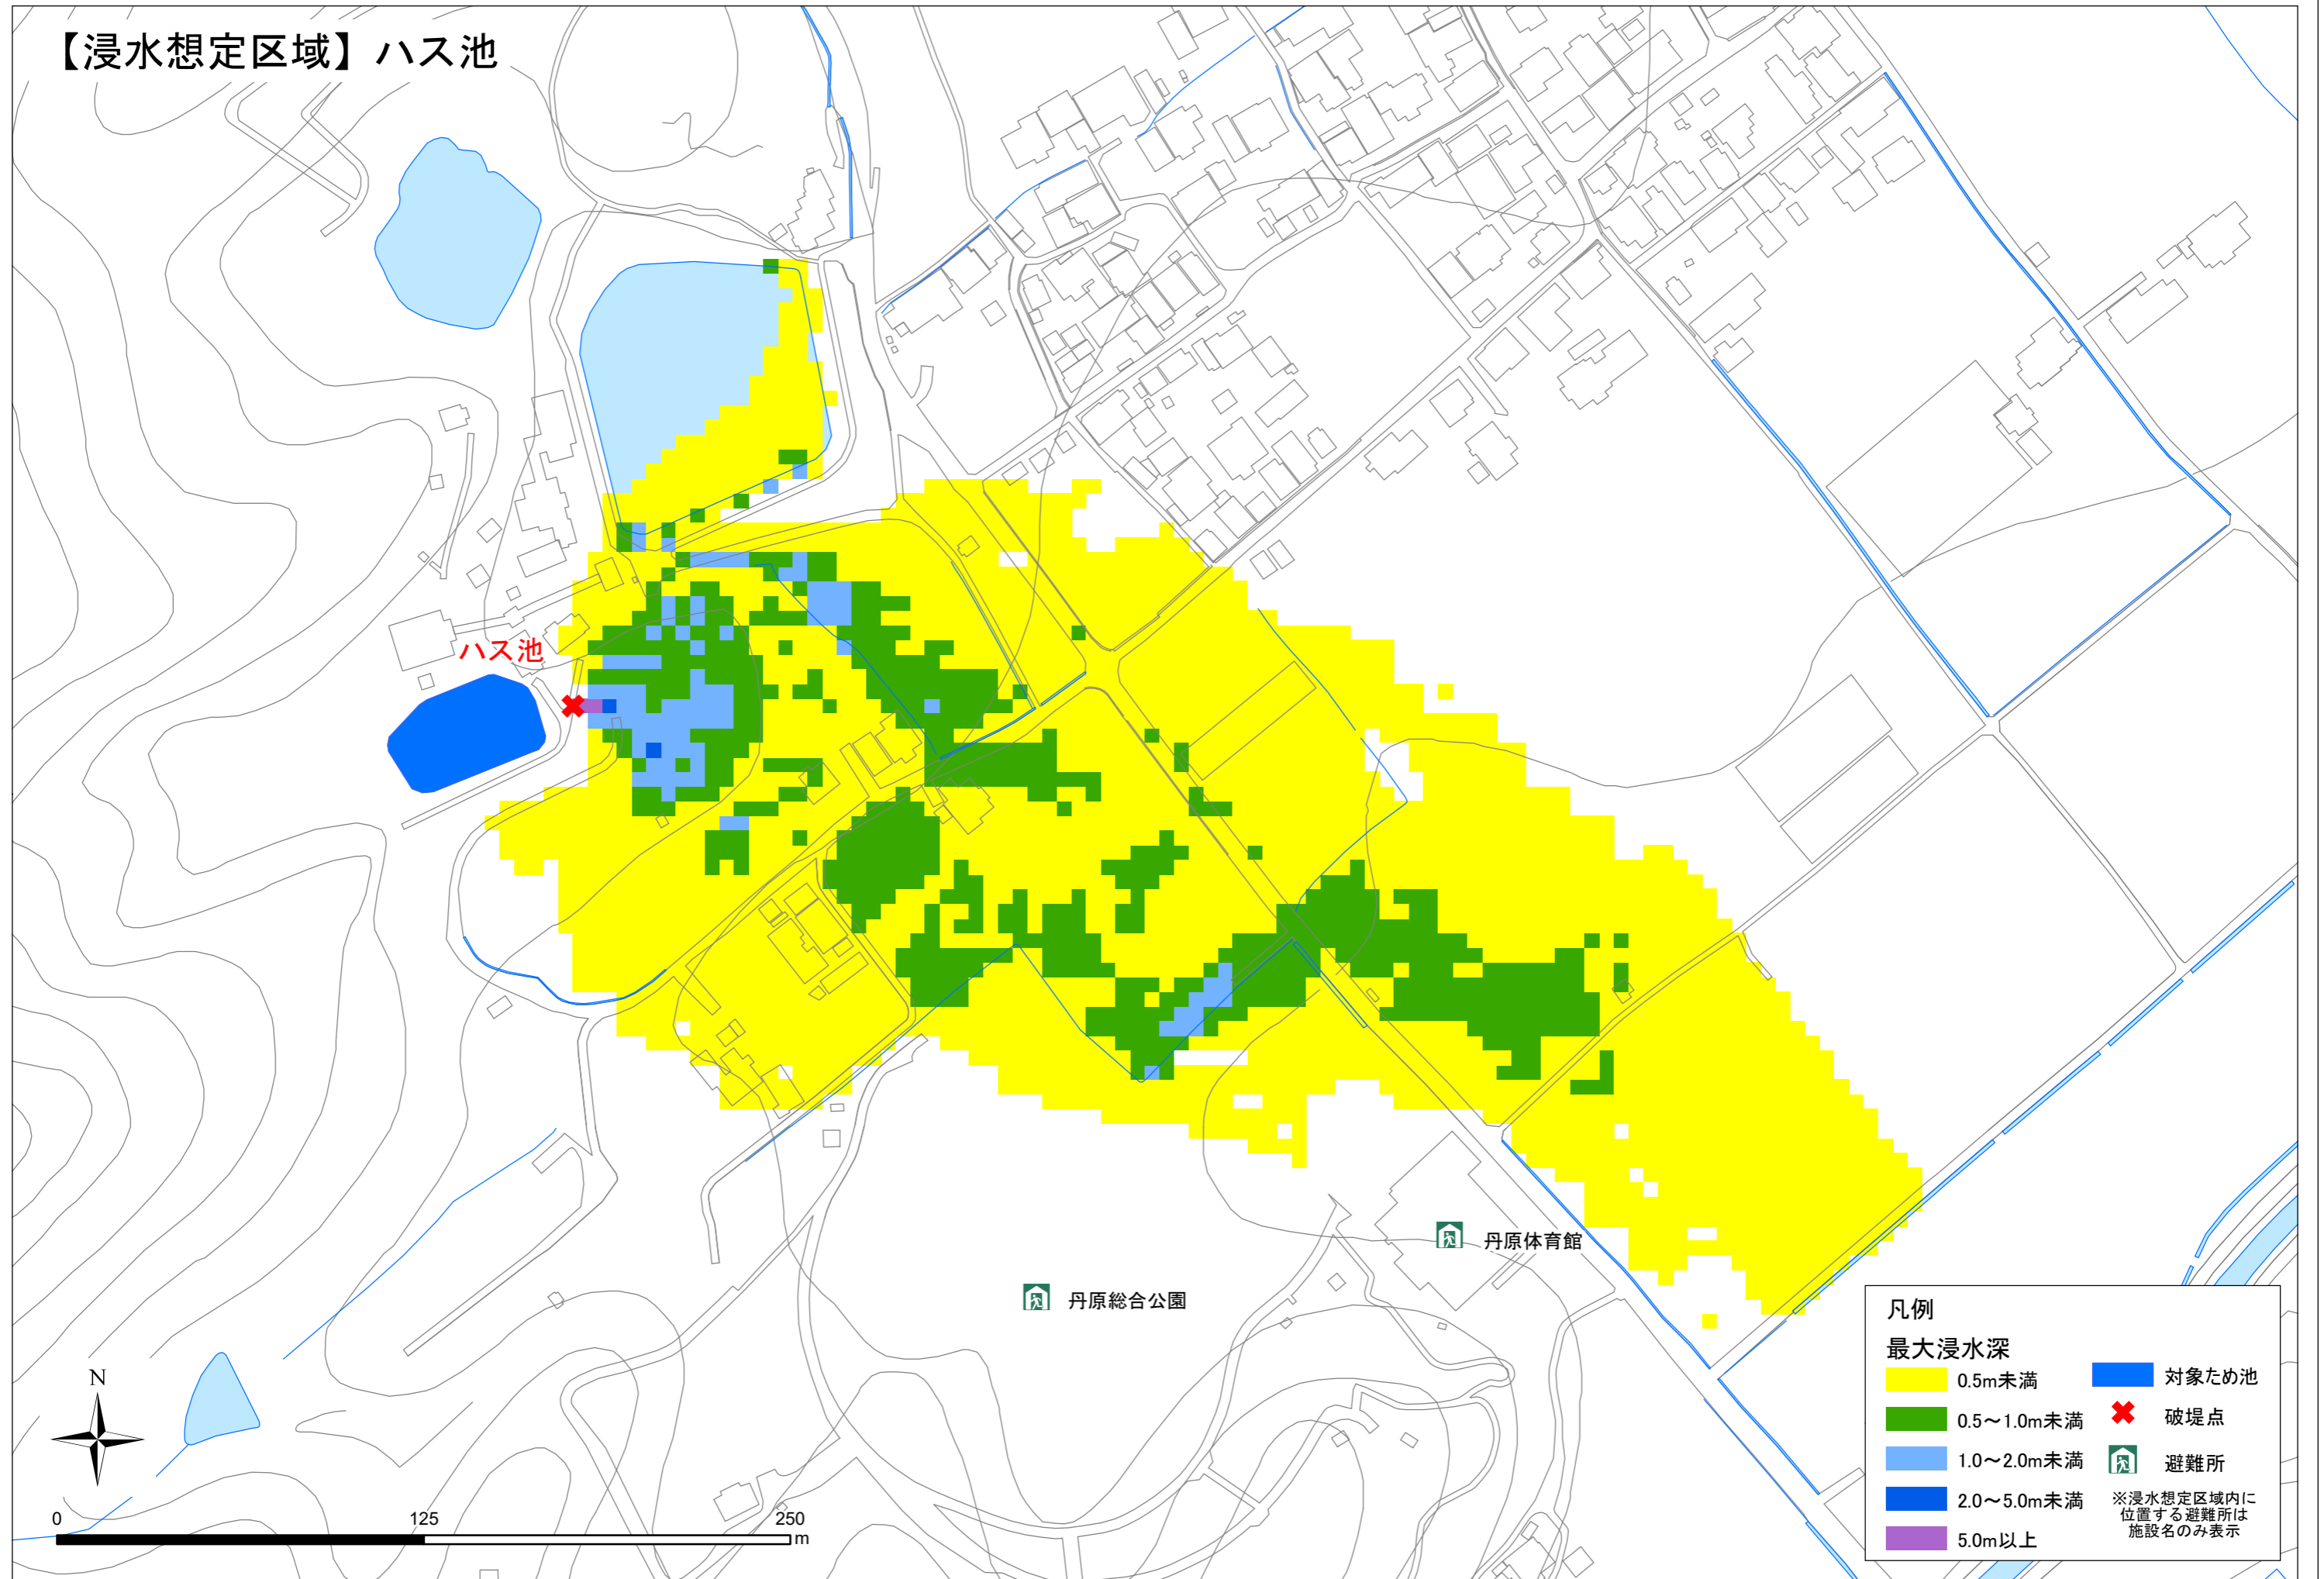 【浸水想定区域】ハス池
ハス池
丹原体育館
丹原総合公園
N
0
125
250
m
凡例
最大浸水深
0.5m未満
0.5～1.0m未満
1.0～2.0m未満
2.0～5.0m未満
5.0m以上
対象ため池
破堤点
避難所
※浸水想定区域内に
位置する避難所は
施設名のみ表示